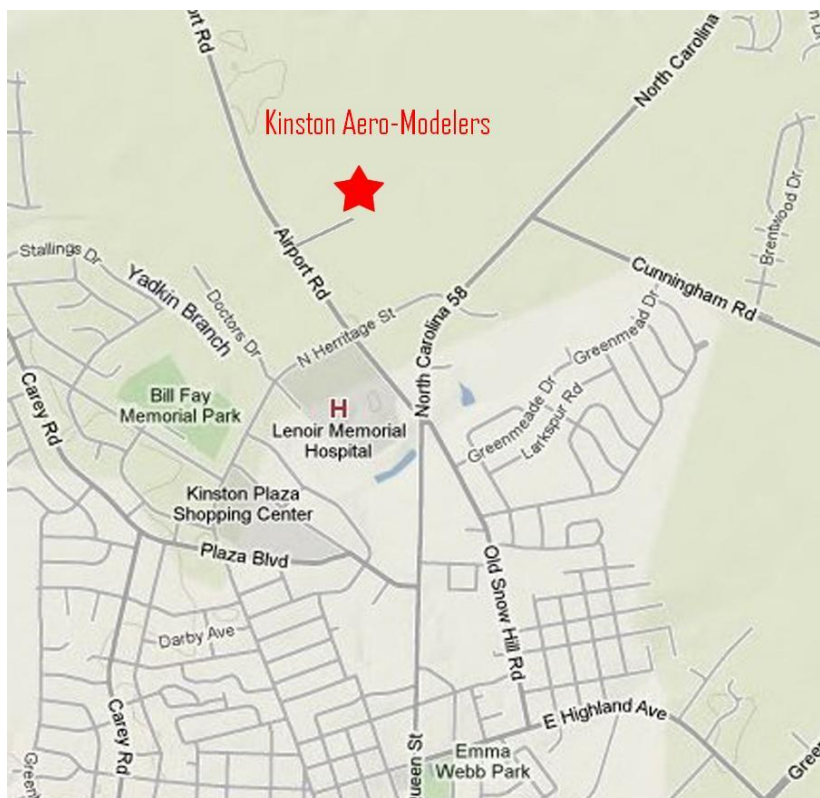 ort Rd
North Carolina
Kinston Aero-Modelers
Brentwood Dr
Stallings Dr
Airport Rd
Yadkin Branch
Doctors Dr
Cunningham Rd
N Herritage St
North Carolina 58
Greenmead Dr
Carey Rd
Bill Fay
Memorial Park
H
Lenoir Memorial
Hospital
Greenmeade Dr
Larkspur Rd
Kinston Plaza
Shopping Center
Plaza Blvd
Old Snow Hill Rd
Darby Ave
Carey Rd
E Highland Ave
Emma
Webb Park
ueen St
Green
Green